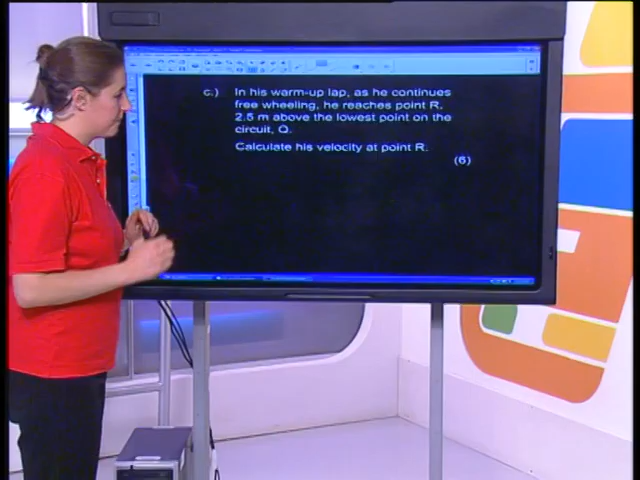 c.) In his warm-up lap, as he continues
free wheeling, he reaches point R,
2.5 m above the lowest point on the
circuit, Q.
Calculate his velocity at point R.
(6)